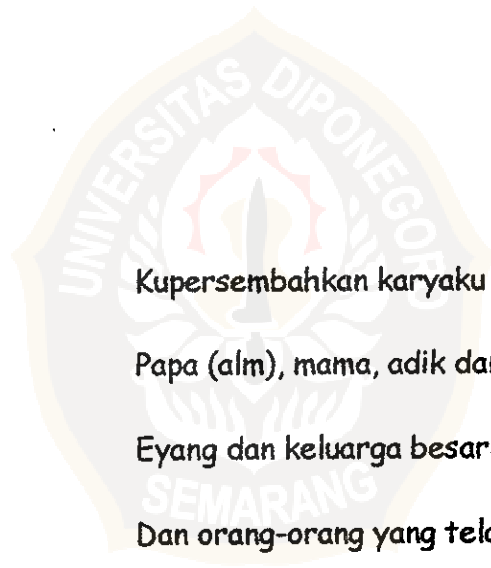 UNIVERSITAS DIPONEGORO
SEMARANG
Kupersembahkan karyaku
Papa (alm), mama, adik
Eyang dan keluarga besar
Dan orang-orang yang